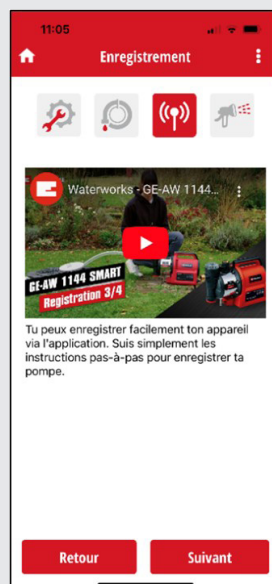 11:05
Enregistrement
Waterworks - GE-AW 1144...
GE-AW 1144 SMART
Registration 3/4
Tu peux enregistrer facilement ton appareil
via l'application. Suis simplement les
instructions pas-à-pas pour enregistrer ta
pompe.
Retour
Suivant